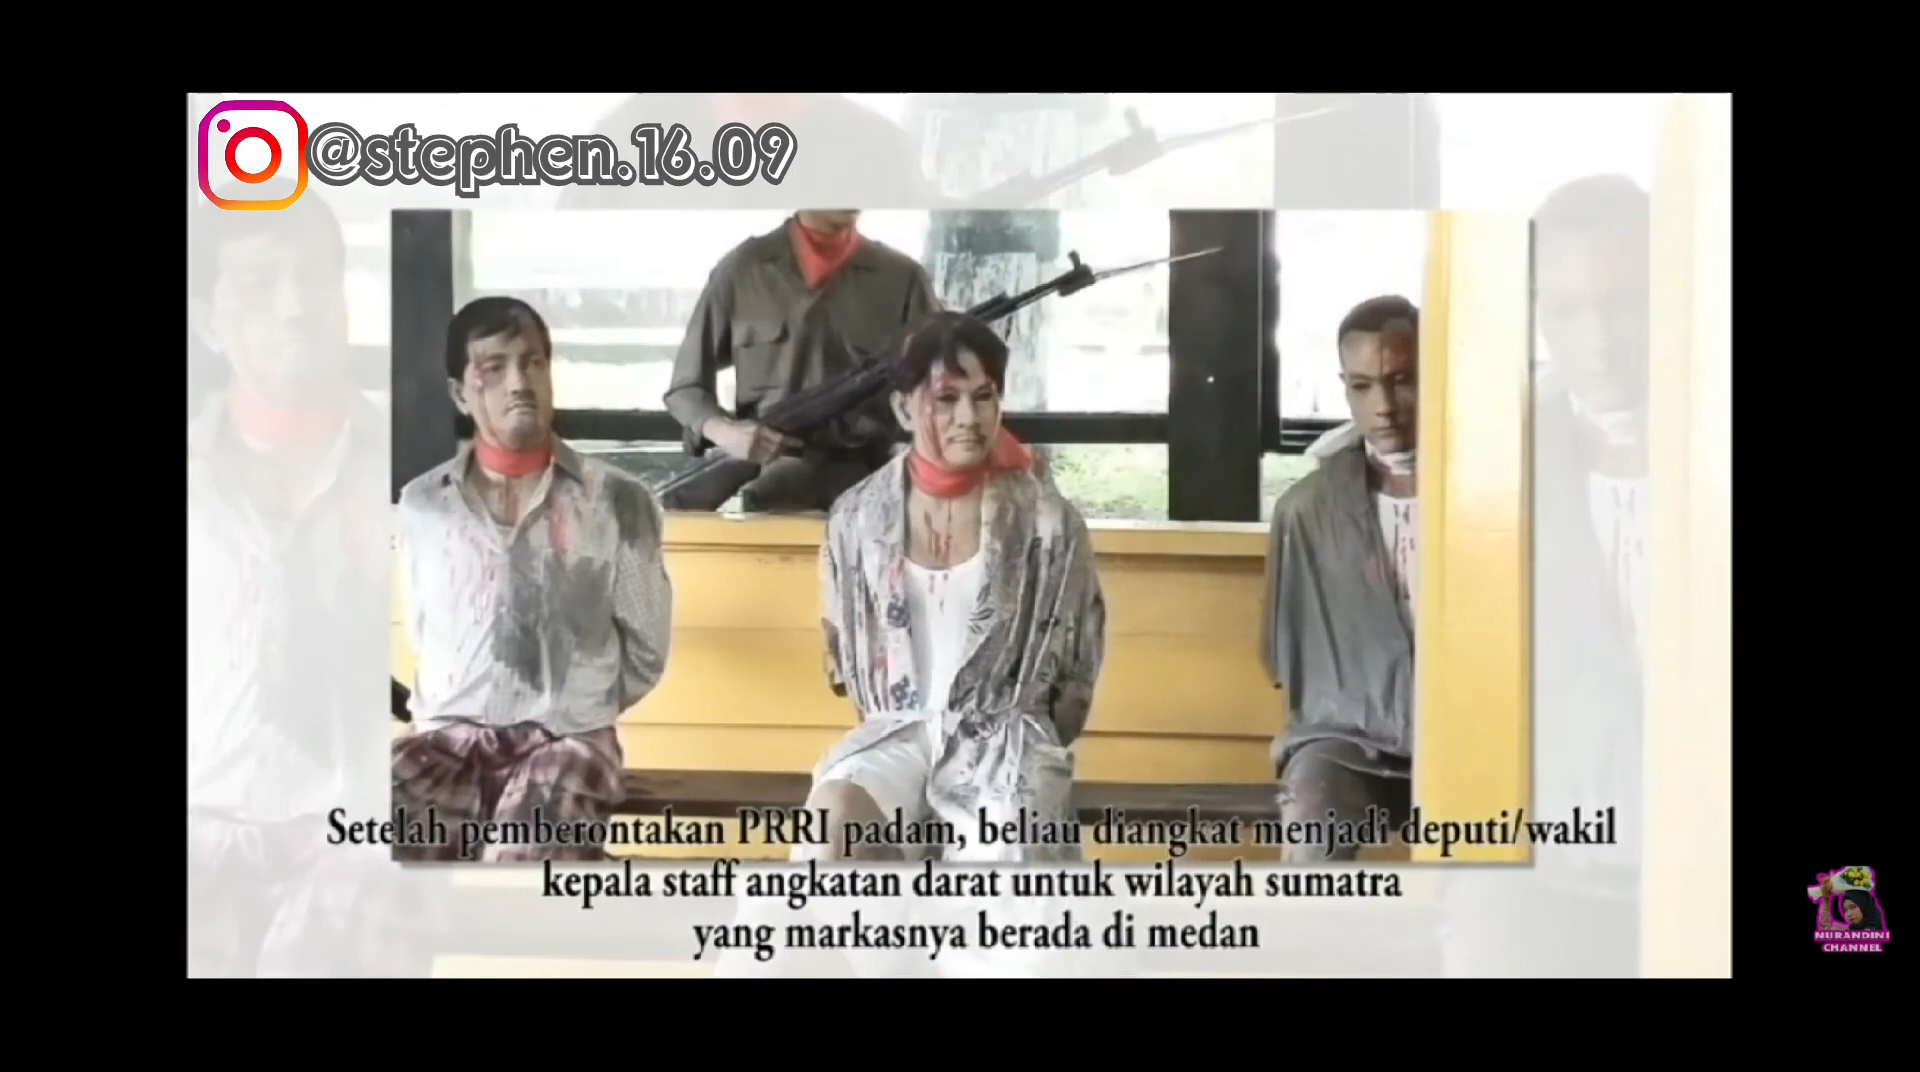 @stephen.16.09
Setelah pemberontakan PRRI padam, beliau diangkat menjadi deputi/wakil
kepala staff angkatan darat untuk wilayah sumatra
yang markasnya berada di medan
NURANDINI
CHANNEL